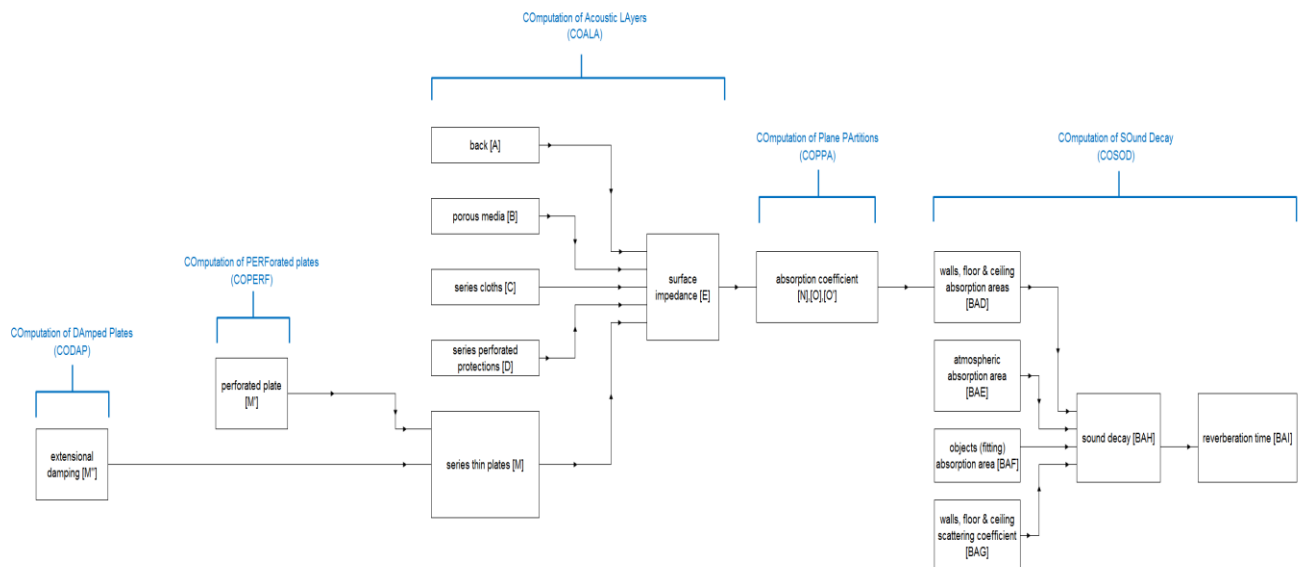 COmputation of Acoustic LAyers
(COALA)
COmputation of Plane PArtitions
(COPPA)
COmputation of SOund Decay
(COSOD)
COmputation of PERForated plates
(COPERF)
COmputation of DAmped Plates
(CODAP)
back [A]
porous media [B]
series cloths [C]
series perforated
protections [D]
perforated plate
[M']
extensional
damping [M'']
series thin plates [M]
surface
impedance [E]
absorption coefficient
[N],[O],[O']
walls, floor & ceiling
absorption areas
[BAD]
atmospheric
absorption area
[BAE]
objects (fitting)
absorption area [BAF]
walls, floor & ceiling
scattering coefficient
[BAG]
sound decay [BAH]
reverberation time [BAI]